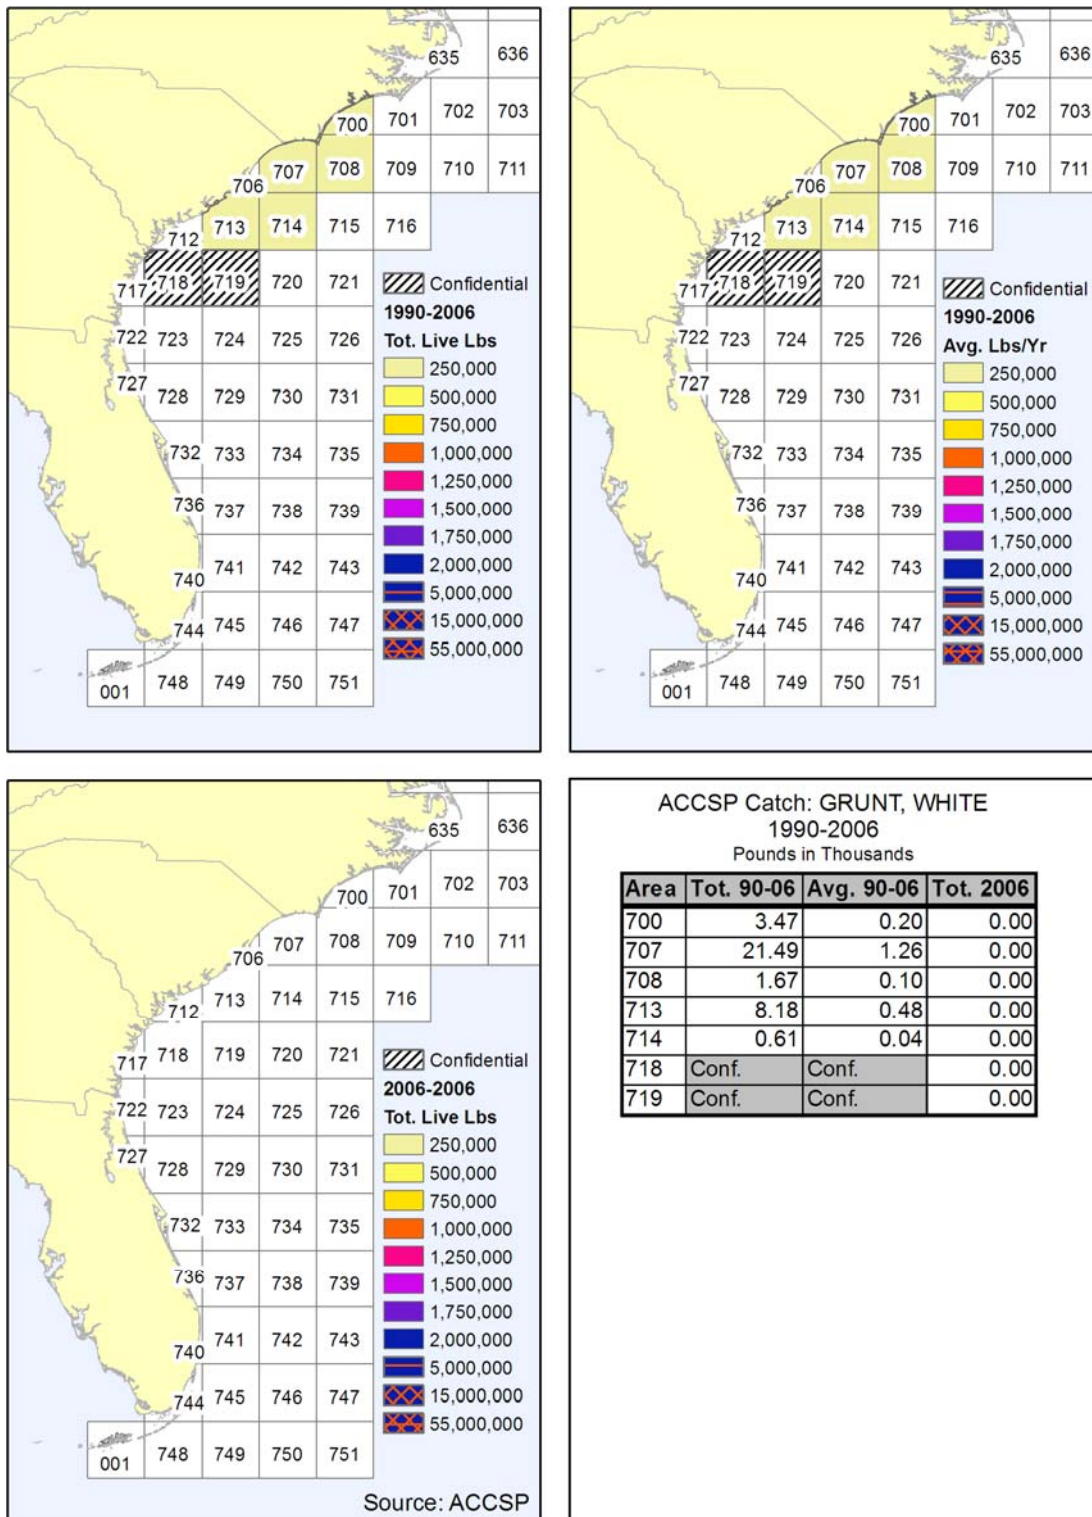 635 636
700 701 702 703
706 707 708 709 710 711
712 713 714 715 716
717 718 719 720 721
722 723 724 725 726
727 728 729 730 731
732 733 734 735
736 737 738 739
740 741 742 743
744 745 746 747
001 748 749 750 751
Confidential
1990-2006
Tot. Live Lbs
250,000
500,000
750,000
1,000,000
1,250,000
1,500,000
1,750,000
2,000,000
5,000,000
15,000,000
55,000,000
635 636
700 701 702 703
706 707 708 709 710 711
712 713 714 715 716
717 718 719 720 721
722 723 724 725 726
727 728 729 730 731
732 733 734 735
736 737 738 739
740 741 742 743
744 745 746 747
001 748 749 750 751
Confidential
1990-2006
Avg. Lbs/Yr
250,000
500,000
750,000
1,000,000
1,250,000
1,500,000
1,750,000
2,000,000
5,000,000
15,000,000
55,000,000
635 636
700 701 702 703
706 707 708 709 710 711
712 713 714 715 716
717 718 719 720 721
722 723 724 725 726
727 728 729 730 731
732 733 734 735
736 737 738 739
740 741 742 743
744 745 746 747
001 748 749 750 751
Confidential
2006-2006
Tot. Live Lbs
250,000
500,000
750,000
1,000,000
1,250,000
1,500,000
1,750,000
2,000,000
5,000,000
15,000,000
55,000,000
Source: ACCSP
ACCSP Catch: GRUNT, WHITE
1990-2006
Pounds in Thousands
Area Tot. 90-06 Avg. 90-06 Tot. 2006
700 3.47 0.20 0.00
707 21.49 1.26 0.00
708 1.67 0.10 0.00
713 8.18 0.48 0.00
714 0.61 0.04 0.00
718 Conf. Conf. 0.00
719 Conf. Conf. 0.00